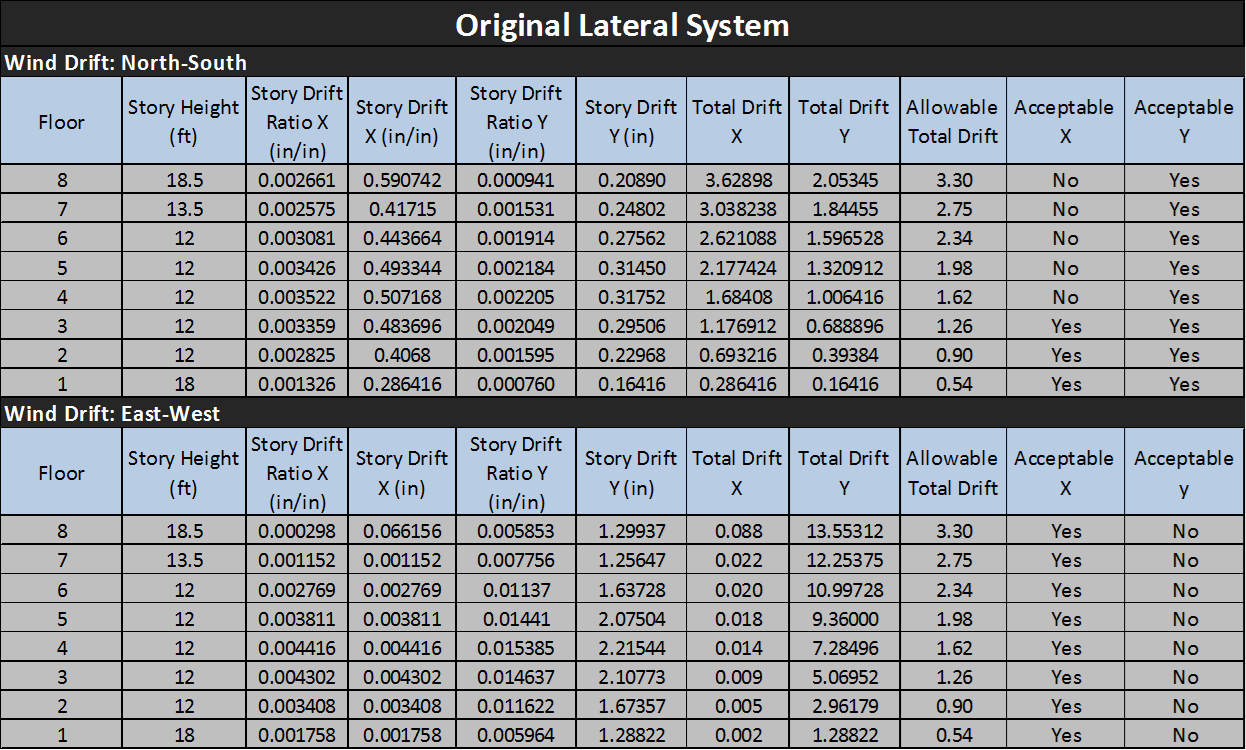 Original Lateral System
Wind Drift: North-South
Floor Story Height (ft) Story Drift Ratio X (in/in) Story Drift X (in/in) Story Drift Ratio Y (in/in) Story Drift Y (in) Total Drift X Total Drift Y Allowable Total Drift Acceptable X Acceptable Y
8 18.5 0.002661 0.590742 0.000941 0.20890 3.62898 2.05345 3.30 No Yes
7 13.5 0.002575 0.41715 0.001531 0.24802 3.038238 1.84455 2.75 No Yes
6 12 0.003081 0.443664 0.001914 0.27562 2.621088 1.596528 2.34 No Yes
5 12 0.003426 0.493344 0.002184 0.31450 2.177424 1.320912 1.98 No Yes
4 12 0.003522 0.507168 0.002205 0.31752 1.68408 1.006416 1.62 No Yes
3 12 0.003359 0.483696 0.002049 0.29506 1.176912 0.688896 1.26 Yes Yes
2 12 0.002825 0.4068 0.001595 0.22968 0.693216 0.39384 0.90 Yes Yes
1 18 0.001326 0.286416 0.000760 0.16416 0.286416 0.16416 0.54 Yes Yes
Wind Drift: East-West
Floor Story Height (ft) Story Drift Ratio X (in/in) Story Drift X (in) Story Drift Ratio Y (in/in) Story Drift Y (in) Total Drift X Total Drift Y Allowable Total Drift Acceptable X Acceptable y
8 18.5 0.000298 0.066156 0.005853 1.29937 0.088 13.55312 3.30 Yes No
7 13.5 0.001152 0.001152 0.007756 1.25647 0.022 12.25375 2.75 Yes No
6 12 0.002769 0.002769 0.01137 1.63728 0.020 10.99728 2.34 Yes No
5 12 0.003811 0.003811 0.01441 2.07504 0.018 9.36000 1.98 Yes No
4 12 0.004416 0.004416 0.015385 2.21544 0.014 7.28496 1.62 Yes No
3 12 0.004302 0.004302 0.014637 2.10773 0.009 5.06952 1.26 Yes No
2 12 0.003408 0.003408 0.011622 1.67357 0.005 2.96179 0.90 Yes No
1 18 0.001758 0.001758 0.005964 1.28822 0.002 1.28822 0.54 Yes No